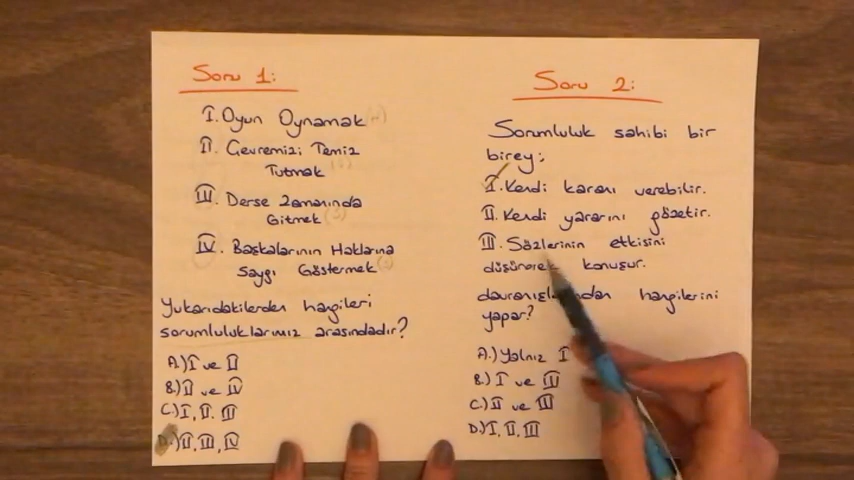 Soru 1:
I. Oyun Oynamak (H)
II. Çevremizi Temiz
Tutmak
III. Derse Zamanında
Gitmek
IV. Başkalarının Haklarına
Saygı Göstermek
Yukarıdakilerden hangileri
sorumluluklarımız arasındadır?
A.) I ve II
B.) II ve IV
C.) I, II, III
D.) II, III, IV
Soru 2:
Sorumluluk sahibi bir
birey;
I. Kendi kararı verebilir.
II. Kendi yararını gözetir.
III. Sözlerinin etkisini
düşünerek konuşur.
hangilerini
yapar?
A.) Yalnız I
B.) I ve III
C.) II ve III
D.) I, II, III